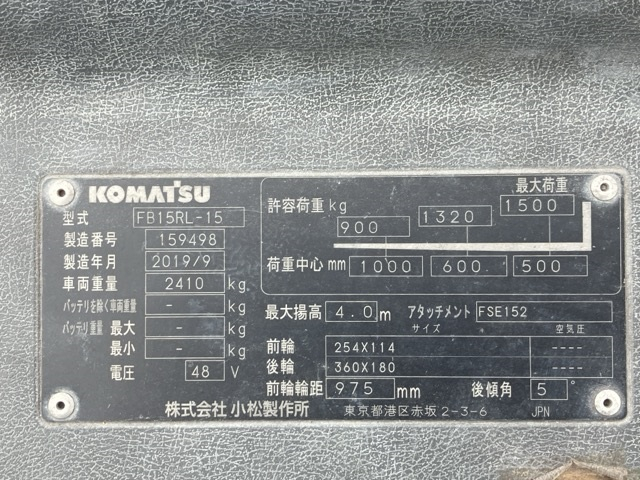 KOMATSU
型式 FB15RL-15
製造番号 159498
製造年月 2019/9
車両重量 2410 kg
バッテリを除く車両重量 - kg
バッテリ重量 最大 - kg
最小 - kg
電圧 48 V
最大荷重
許容荷重 kg 900 1320 1500
荷重中心 mm 1000 600 500
最大揚高 4.0 m アタッチメント FSE152
サイズ 空気圧
前輪 254X114 ----
後輪 360X180 ----
前輪輪距 975 mm 後傾角 5 °
株式会社 小松製作所 東京都港区赤坂 2-3-6 JPN